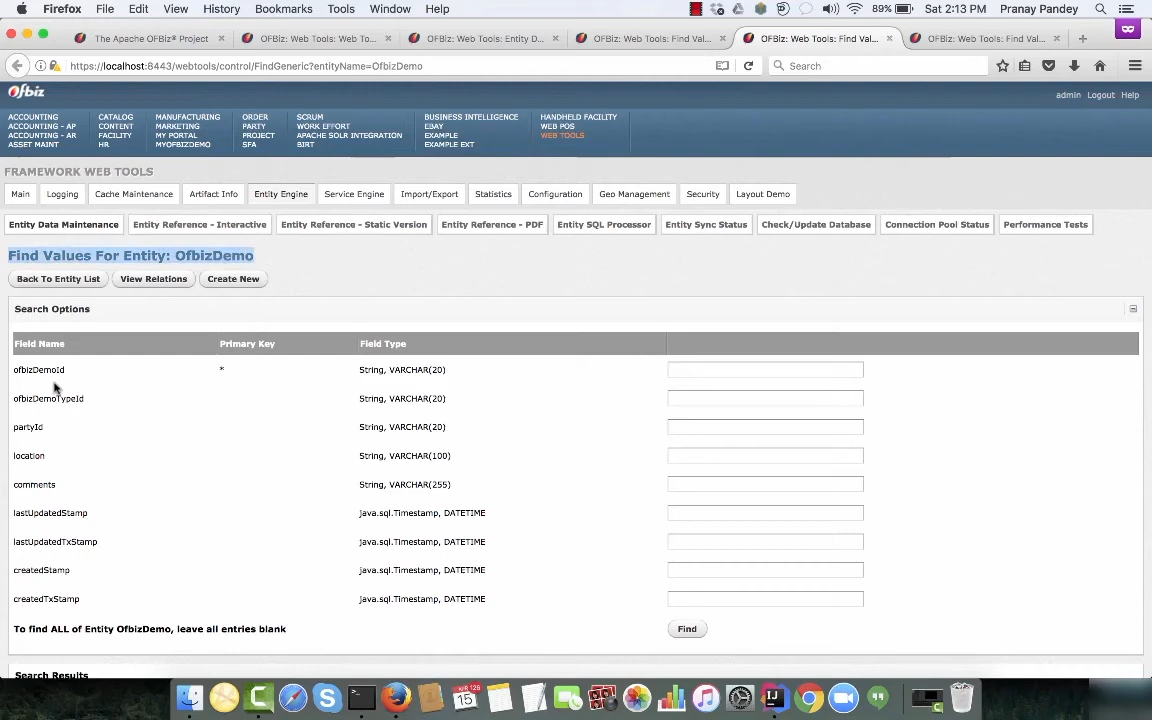 Firefox File Edit View History Bookmarks Tools Window Help 89% Sat 2:13 PM Pranay Pandey
The Apache OFBiz® Project OFBiz: Web Tools: Web To... OFBiz: Web Tools: Entity D... OFBiz: Web Tools: Find Val... OFBiz: Web Tools: Find Val... OFBiz: Web Tools: Find Val...
https://localhost:8443/webtools/control/FindGeneric?entityName=OfbizDemo Search
Ofbiz admin Logout Help
ACCOUNTING CATALOG MANUFACTURING ORDER SCRUM BUSINESS INTELLIGENCE HANDHELD FACILITY
ACCOUNTING - AP CONTENT MARKETING PARTY WORK EFFORT EBAY WEB POS
ACCOUNTING - AR FACILITY MY PORTAL PROJECT APACHE SOLR INTEGRATION EXAMPLE WEB TOOLS
ASSET MAINT HR MYOFBIZDEMO SFA BIRT EXAMPLE EXT
FRAMEWORK WEB TOOLS
Main Logging Cache Maintenance Artifact Info Entity Engine Service Engine Import/Export Statistics Configuration Geo Management Security Layout Demo
Entity Data Maintenance Entity Reference - Interactive Entity Reference - Static Version Entity Reference - PDF Entity SQL Processor Entity Sync Status Check/Update Database Connection Pool Status Performance Tests
Find Values For Entity: OfbizDemo
Back To Entity List View Relations Create New
Search Options
Field Name Primary Key Field Type
ofbizDemoId * String, VARCHAR(20)
ofbizDemoTypeId String, VARCHAR(20)
partyId String, VARCHAR(20)
location String, VARCHAR(100)
comments String, VARCHAR(255)
lastUpdatedStamp java.sql.Timestamp, DATETIME
lastUpdatedTxStamp java.sql.Timestamp, DATETIME
createdStamp java.sql.Timestamp, DATETIME
createdTxStamp java.sql.Timestamp, DATETIME
To find ALL of Entity OfbizDemo, leave all entries blank Find
Search Results